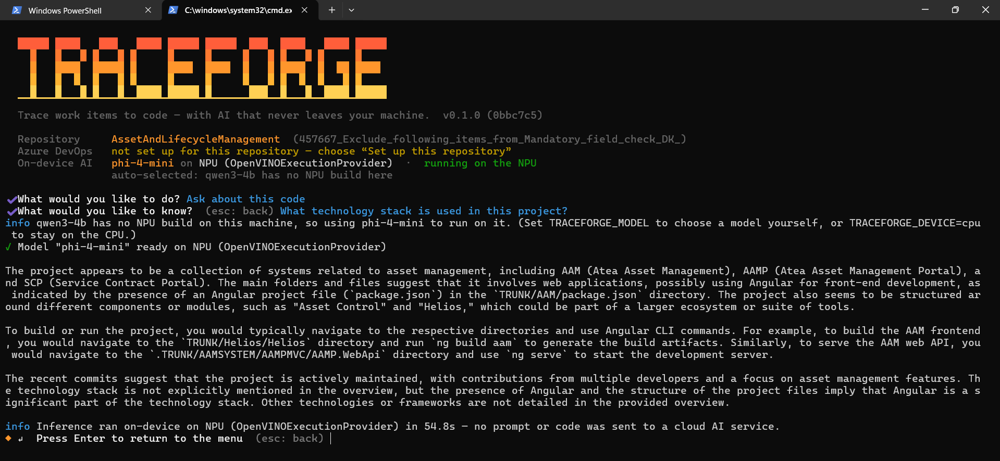 Windows PowerShell
C:\windows\system32\cmd.ex
TRACEFORGE
Trace work items to code — with AI that never leaves your machine.  v0.1.0 (0bbc7c5)
Repository     AssetAndLifecycleManagement  (457667_Exclude_following_items_from_Mandatory_field_check_DK_)
Azure DevOps   not set up for this repository — choose “Set up this repository”
On-device AI   phi-4-mini on NPU (OpenVINOExecutionProvider)  ·  running on the NPU
auto-selected: qwen3-4b has no NPU build here
What would you like to do? Ask about this code
What would you like to know?  (esc: back) What technology stack is used in this project?
info qwen3-4b has no NPU build on this machine, so using phi-4-mini to run on it. (Set TRACEFORGE_MODEL to choose a model yourself, or TRACEFORGE_DEVICE=cpu
to stay on the CPU.)
√ Model "phi-4-mini" ready on NPU (OpenVINOExecutionProvider)
The project appears to be a collection of systems related to asset management, including AAM (Atea Asset Management), AAMP (Atea Asset Management Portal), a
nd SCP (Service Contract Portal). The main folders and files suggest that it involves web applications, possibly using Angular for front-end development, as
indicated by the presence of an Angular project file (`package.json`) in the `TRUNK/AAM/package.json` directory. The project also seems to be structured ar
ound different components or modules, such as "Asset Control" and "Helios," which could be part of a larger ecosystem or suite of tools.
To build or run the project, you would typically navigate to the respective directories and use Angular CLI commands. For example, to build the AAM frontend
, you would navigate to the `TRUNK/Helios/Helios` directory and run `ng build aam` to generate the build artifacts. Similarly, to serve the AAM web API, you
would navigate to the `.TRUNK/AAMSYSTEM/AAMPMVC/AAMP.WebApi` directory and use `ng serve` to start the development server.
The recent commits suggest that the project is actively maintained, with contributions from multiple developers and a focus on asset management features. Th
e technology stack is not explicitly mentioned in the overview, but the presence of Angular and the structure of the project files imply that Angular is a s
ignificant part of the technology stack. Other technologies or frameworks are not detailed in the provided overview.
info Inference ran on-device on NPU (OpenVINOExecutionProvider) in 54.8s — no prompt or code was sent to a cloud AI service.
◆ ↲  Press Enter to return to the menu  (esc: back)